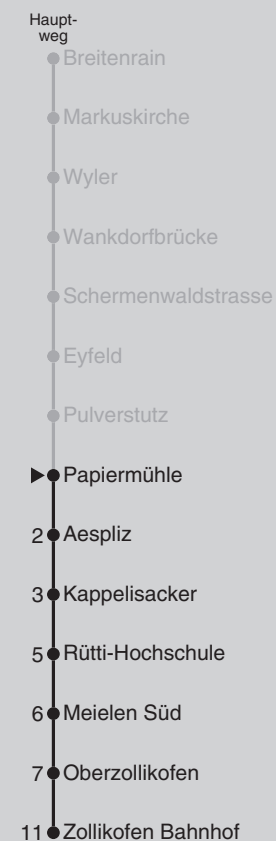 Haupt-
weg
Breitenrain
Markuskirche
Wyler
Wankdorfbrücke
Schermenwaldstrasse
Eyfeld
Pulverstutz
Papiermühle
2 Aespliz
3 Kappelisacker
5 Rütti-Hochschule
6 Meielen Süd
7 Oberzollikofen
11 Zollikofen Bahnhof